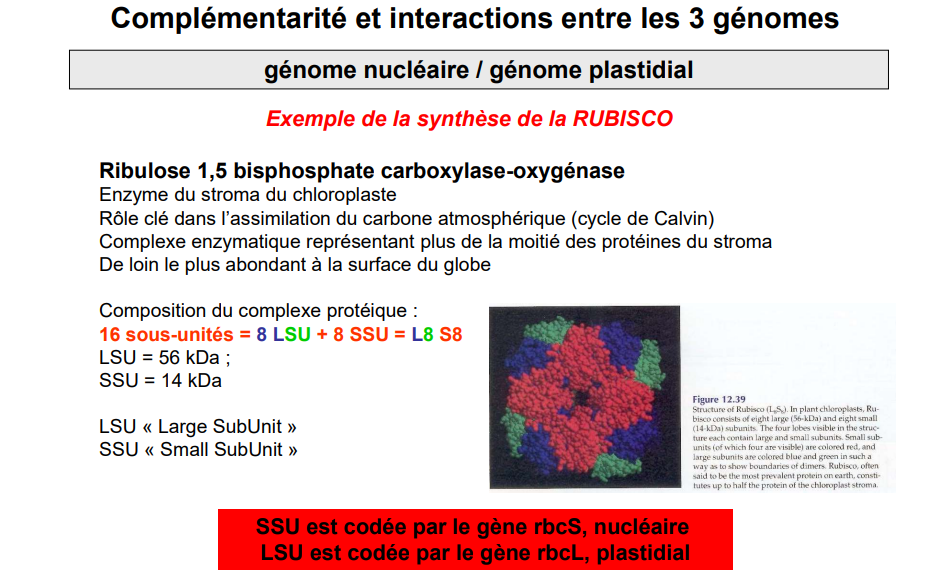 Complémentarité et interactions entre les 3 génomes
génome nucléaire / génome plastidial
Exemple de la synthèse de la RUBISCO
Ribulose 1,5 bisphosphate carboxylase-oxygénase
Enzyme du stroma du chloroplaste
Rôle clé dans l’assimilation du carbone atmosphérique (cycle de Calvin)
Complexe enzymatique représentant plus de la moitié des protéines du stroma
De loin le plus abondant à la surface du globe
Composition du complexe protéique :
16 sous-unités = 8 LSU + 8 SSU = L8 S8
LSU = 56 kDa ;
SSU = 14 kDa
LSU « Large SubUnit »
SSU « Small SubUnit »
Figure 12.39
Structure of Rubisco (L₈S₈). In plant chloroplasts, Ru-
bisco consists of eight large (56-kDa) and eight small
(14-kDa) subunits. The four lobes visible in the struc-
ture each contain large and small subunits. Small sub-
units (of which four are visible) are colored red, and
large subunits are colored blue and green in such a
way as to show boundaries of dimers. Rubisco, often
said to be the most prevalent protein on earth, consti-
tutes up to half the protein of the chloroplast stroma.
SSU est codée par le gène rbcS, nucléaire
LSU est codée par le gène rbcL, plastidial